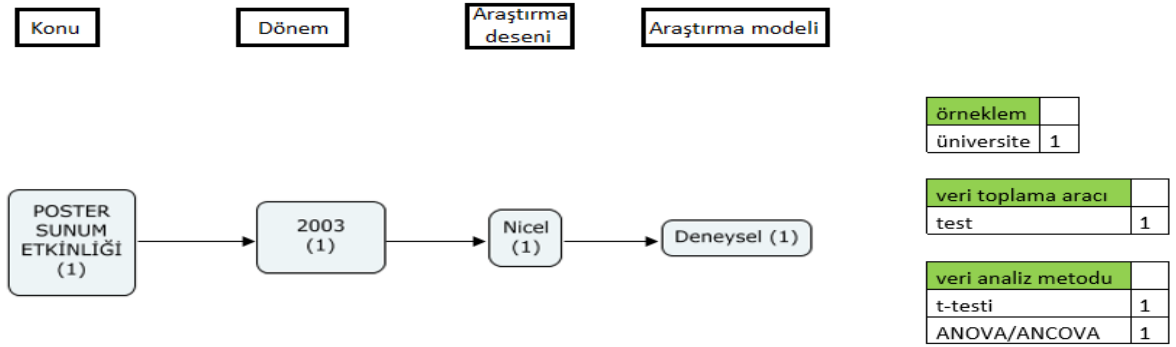 Konu
Dönem
Araştırma
deseni
Araştırma modeli
örneklem
üniversite 1
POSTER
SUNUM
ETKİNLİĞİ
(1)
2003
(1)
Nicel
(1)
Deneysel (1)
veri toplama aracı
test 1
veri analiz metodu
t-testi 1
ANOVA/ANCOVA 1